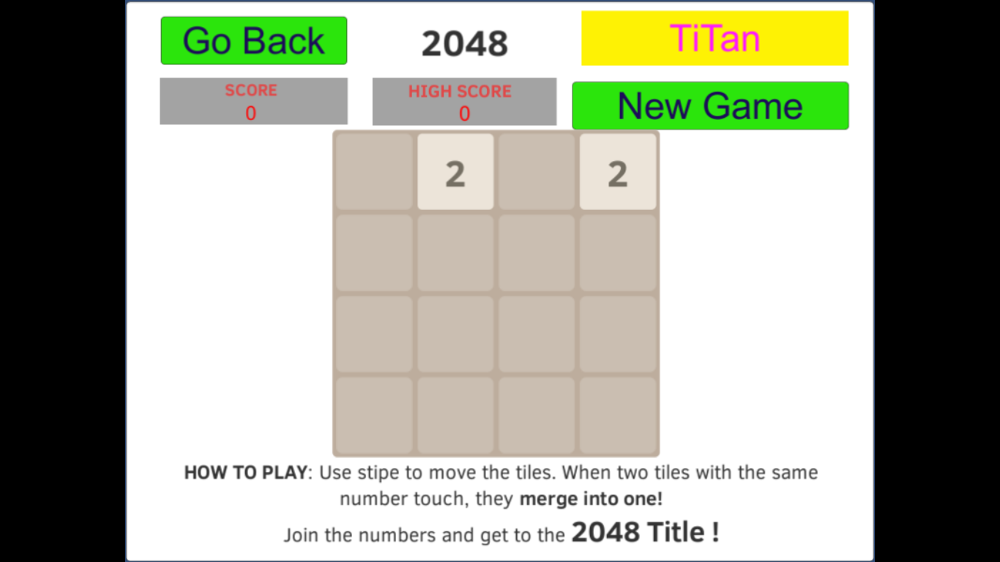 Go Back
2048
TiTan
SCORE
0
HIGH SCORE
0
New Game
2
2
HOW TO PLAY: Use stipe to move the tiles. When two tiles with the same
number touch, they merge into one!
Join the numbers and get to the 2048 Title !